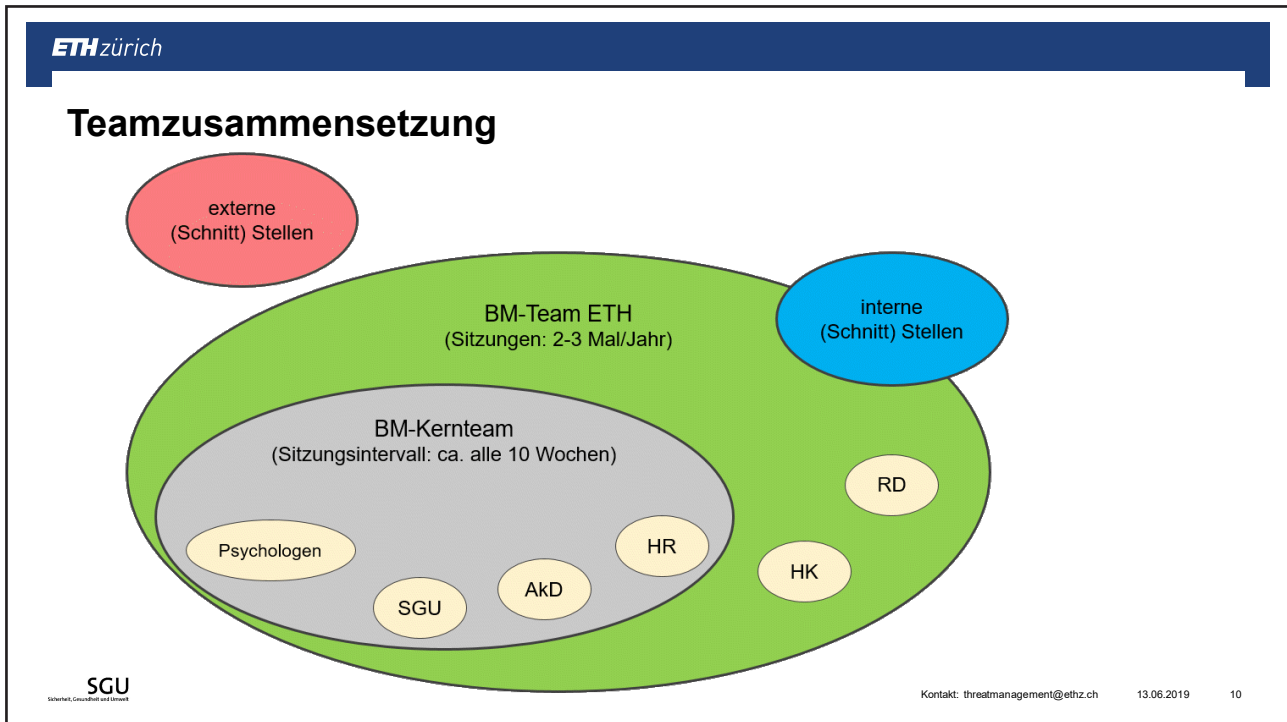 ETH zürich
Teamzusammensetzung
externe
(Schnitt) Stellen
BM-Team ETH
(Sitzungen: 2-3 Mal/Jahr)
interne
(Schnitt) Stellen
BM-Kernteam
(Sitzungsintervall: ca. alle 10 Wochen)
RD
Psychologen
HR
HK
AkD
SGU
SGU
Sicherheit, Gesundheit und Umwelt
Kontakt: threatmanagement@ethz.ch 13.06.2019 10